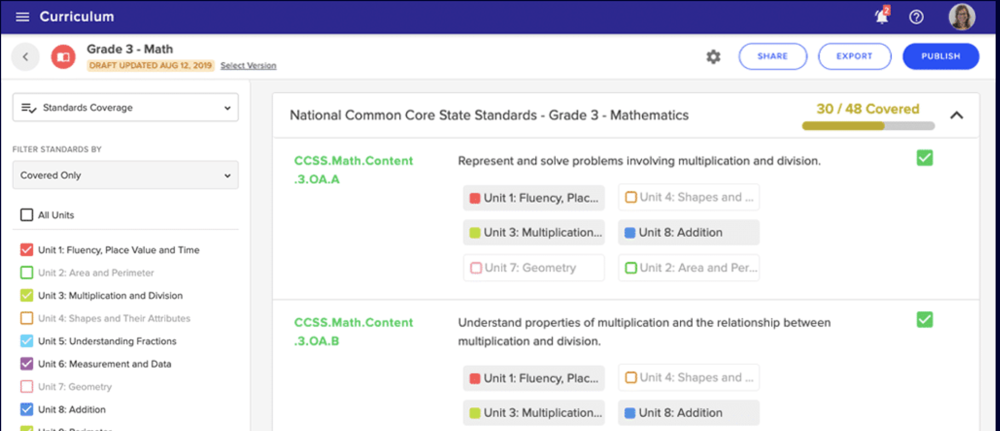 Curriculum
2
Grade 3 - Math
DRAFT UPDATED AUG 12, 2019 Select Version
SHARE
EXPORT
PUBLISH
Standards Coverage
FILTER STANDARDS BY
Covered Only
All Units
Unit 1: Fluency, Place Value and Time
Unit 2: Area and Perimeter
Unit 3: Multiplication and Division
Unit 4: Shapes and Their Attributes
Unit 5: Understanding Fractions
Unit 6: Measurement and Data
Unit 7: Geometry
Unit 8: Addition
Unit 9: Perimeter
National Common Core State Standards - Grade 3 - Mathematics
30 / 48 Covered
CCSS.Math.Content
.3.OA.A
Represent and solve problems involving multiplication and division.
Unit 1: Fluency, Plac...
Unit 4: Shapes and ...
Unit 3: Multiplication...
Unit 8: Addition
Unit 7: Geometry
Unit 2: Area and Per...
CCSS.Math.Content
.3.OA.B
Understand properties of multiplication and the relationship between
multiplication and division.
Unit 1: Fluency, Plac...
Unit 4: Shapes and ...
Unit 3: Multiplication...
Unit 8: Addition